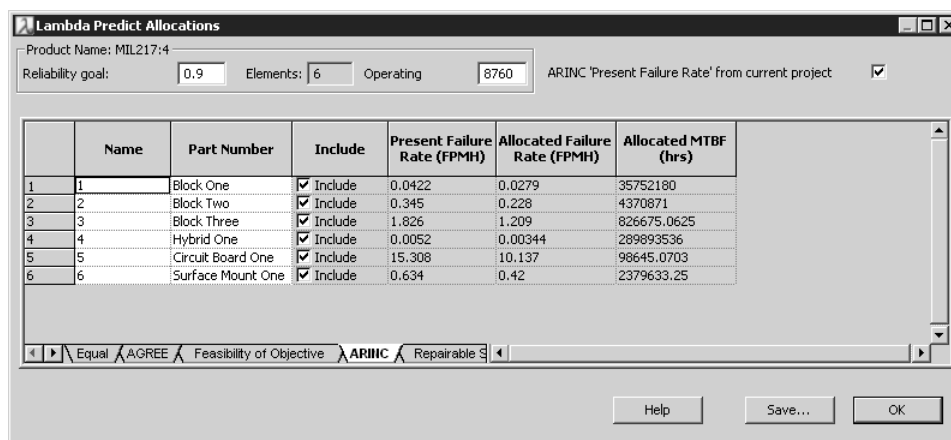 Lambda Predict Allocations
Product Name: MIL217:4
Reliability goal: 0.9 Elements: 6 Operating 8760 ARINC 'Present Failure Rate' from current project
Name Part Number Include Present Failure Rate (FPMH) Allocated Failure Rate (FPMH) Allocated MTBF (hrs)
1 1 Block One Include 0.0422 0.0279 35752180
2 2 Block Two Include 0.345 0.228 4370871
3 3 Block Three Include 1.826 1.209 826675.0625
4 4 Hybrid One Include 0.0052 0.00344 289893536
5 5 Circuit Board One Include 15.308 10.137 98645.0703
6 6 Surface Mount One Include 0.634 0.42 2379633.25
Equal AGREE Feasibility of Objective ARINC Repairable S
Help Save... OK